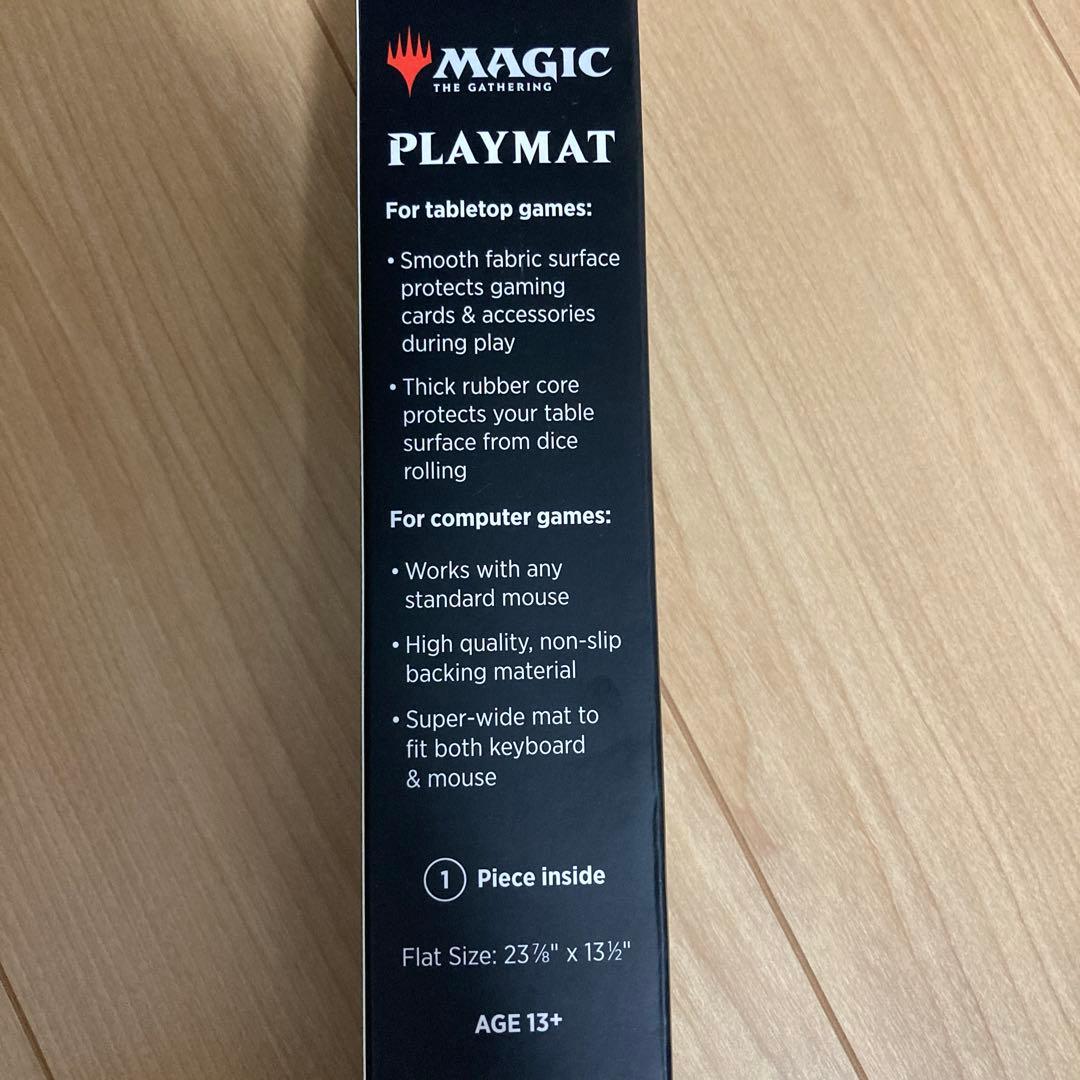 MAGIC
THE GATHERING
PLAYMAT
For tabletop games:
• Smooth fabric surface
protects gaming
cards & accessories
during play
• Thick rubber core
protects your table
surface from dice
rolling
For computer games:
• Works with any
standard mouse
• High quality, non-slip
backing material
• Super-wide mat to
fit both keyboard
& mouse
1 Piece inside
Flat Size: 23⅞" x 13½"
AGE 13+